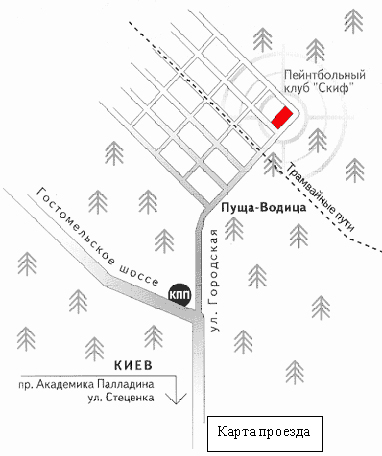 Пейнтбольный
клуб "Скиф"
Трамвайные пути
Пуща-Водица
Гостомельское шоссе
ул. Городская
КПП
КИЕВ
пр. Академика Палладина
ул. Стеценка
Карта проезда